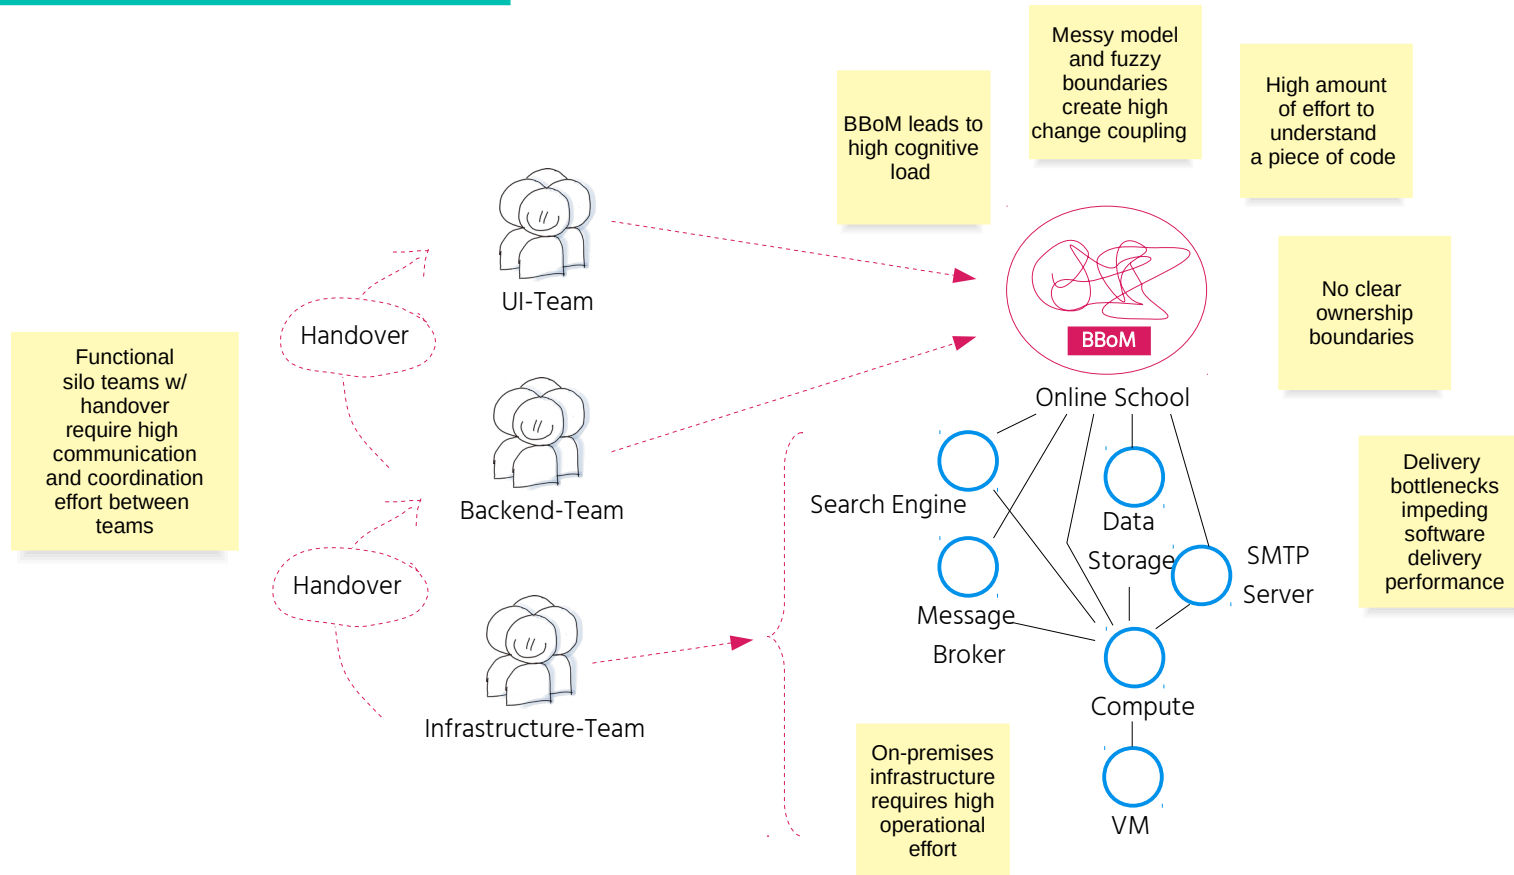 Messy model
and fuzzy
boundaries
create high
change coupling
High amount
of effort to
understand
a piece of code
BBoM leads to
high cognitive
load
UI-Team
Handover
No clear
ownership
boundaries
BBoM
Functional
silo teams w/
handover
require high
communication
and coordination
effort between
teams
Online School
Backend-Team
Search Engine
Data
Storage
Delivery
bottlenecks
impeding
software
delivery
performance
SMTP
Server
Handover
Message
Broker
Infrastructure-Team
Compute
On-premises
infrastructure
requires high
operational
effort
VM